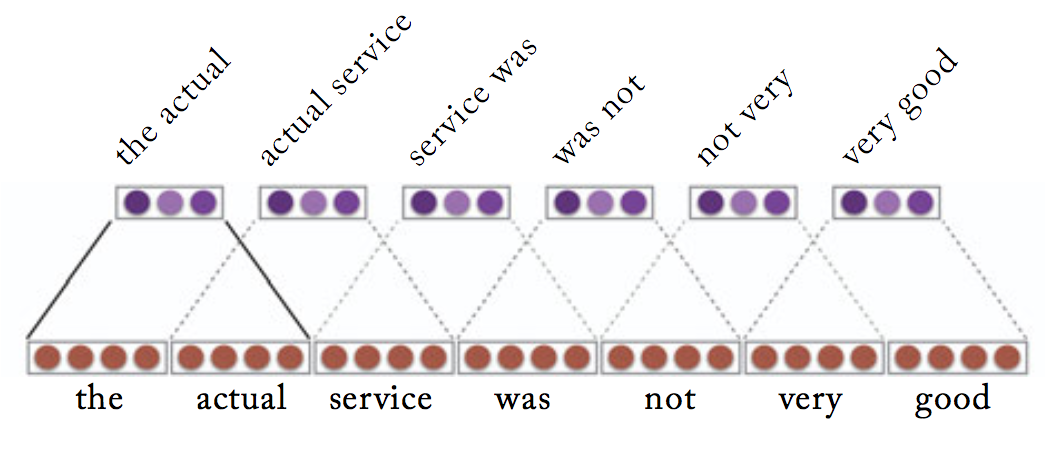 the actual
actual service
service was
was not
not very
very good
the actual service was not very good